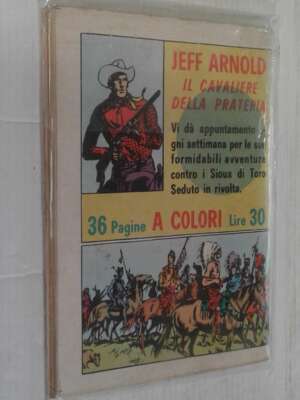 JEFF ARNOLD
IL CAVALIERE
DELLA PRATERIA
Vi dà appuntamento
gni settimana per le sue
formidabili avventure
contro i Sioux di Toro
Seduto in rivolta.
36 Pagine A COLORI Lire 30